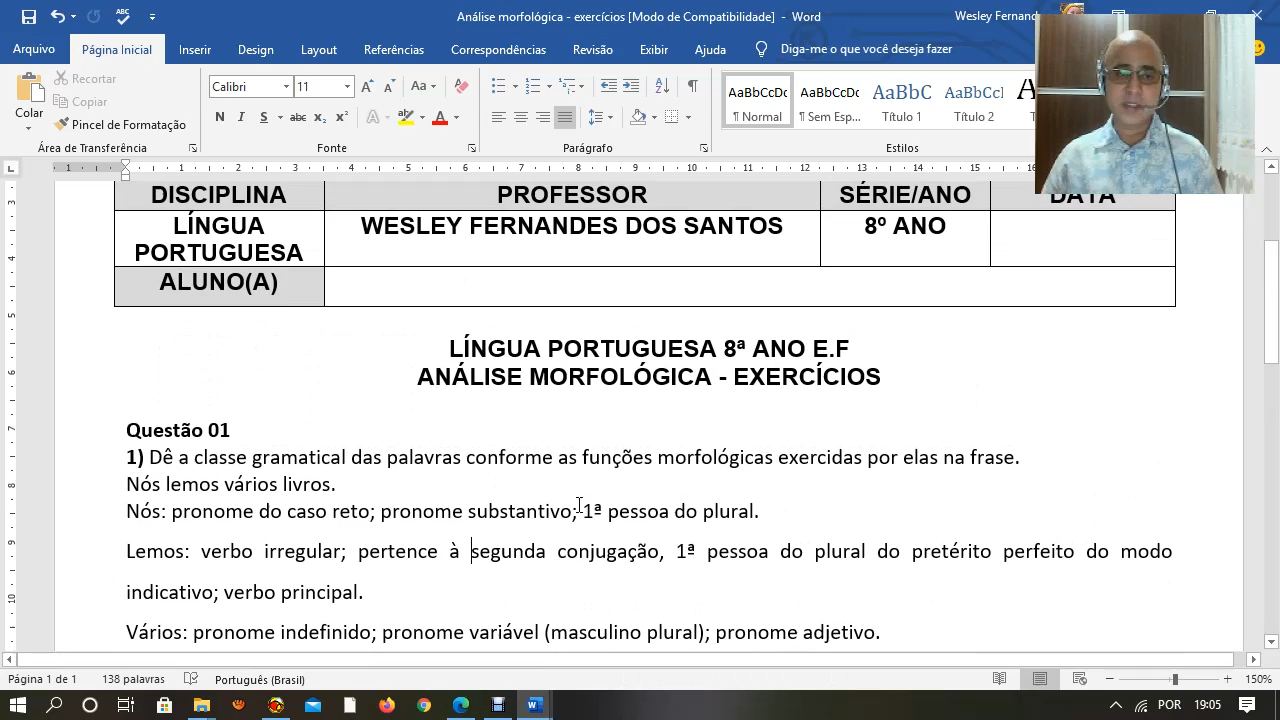 Análise morfológica - exercícios [Modo de Compatibilidade] - Word
Wesley Fernand
Arquivo Página Inicial Inserir Design Layout Referências Correspondências Revisão Exibir Ajuda Diga-me o que você deseja fazer
Colar
Recortar
Copiar
Pincel de Formatação
Área de Transferência
Calibri 11
Fonte
Parágrafo
AaBbCcDc AaBbCcDc AaBbC AaBbCcI
¶ Normal ¶ Sem Esp... Título 1 Título 2
Estilos
DISCIPLINA PROFESSOR SÉRIE/ANO DATA
LÍNGUA PORTUGUESA WESLEY FERNANDES DOS SANTOS 8º ANO
ALUNO(A)
LÍNGUA PORTUGUESA 8ª ANO E.F
ANÁLISE MORFOLÓGICA - EXERCÍCIOS
Questão 01
1) Dê a classe gramatical das palavras conforme as funções morfológicas exercidas por elas na frase.
Nós lemos vários livros.
Nós: pronome do caso reto; pronome substantivo; 1ª pessoa do plural.
Lemos: verbo irregular; pertence à segunda conjugação, 1ª pessoa do plural do pretérito perfeito do modo
indicativo; verbo principal.
Vários: pronome indefinido; pronome variável (masculino plural); pronome adjetivo.
Página 1 de 1 138 palavras Português (Brasil) 150%
POR 19:05